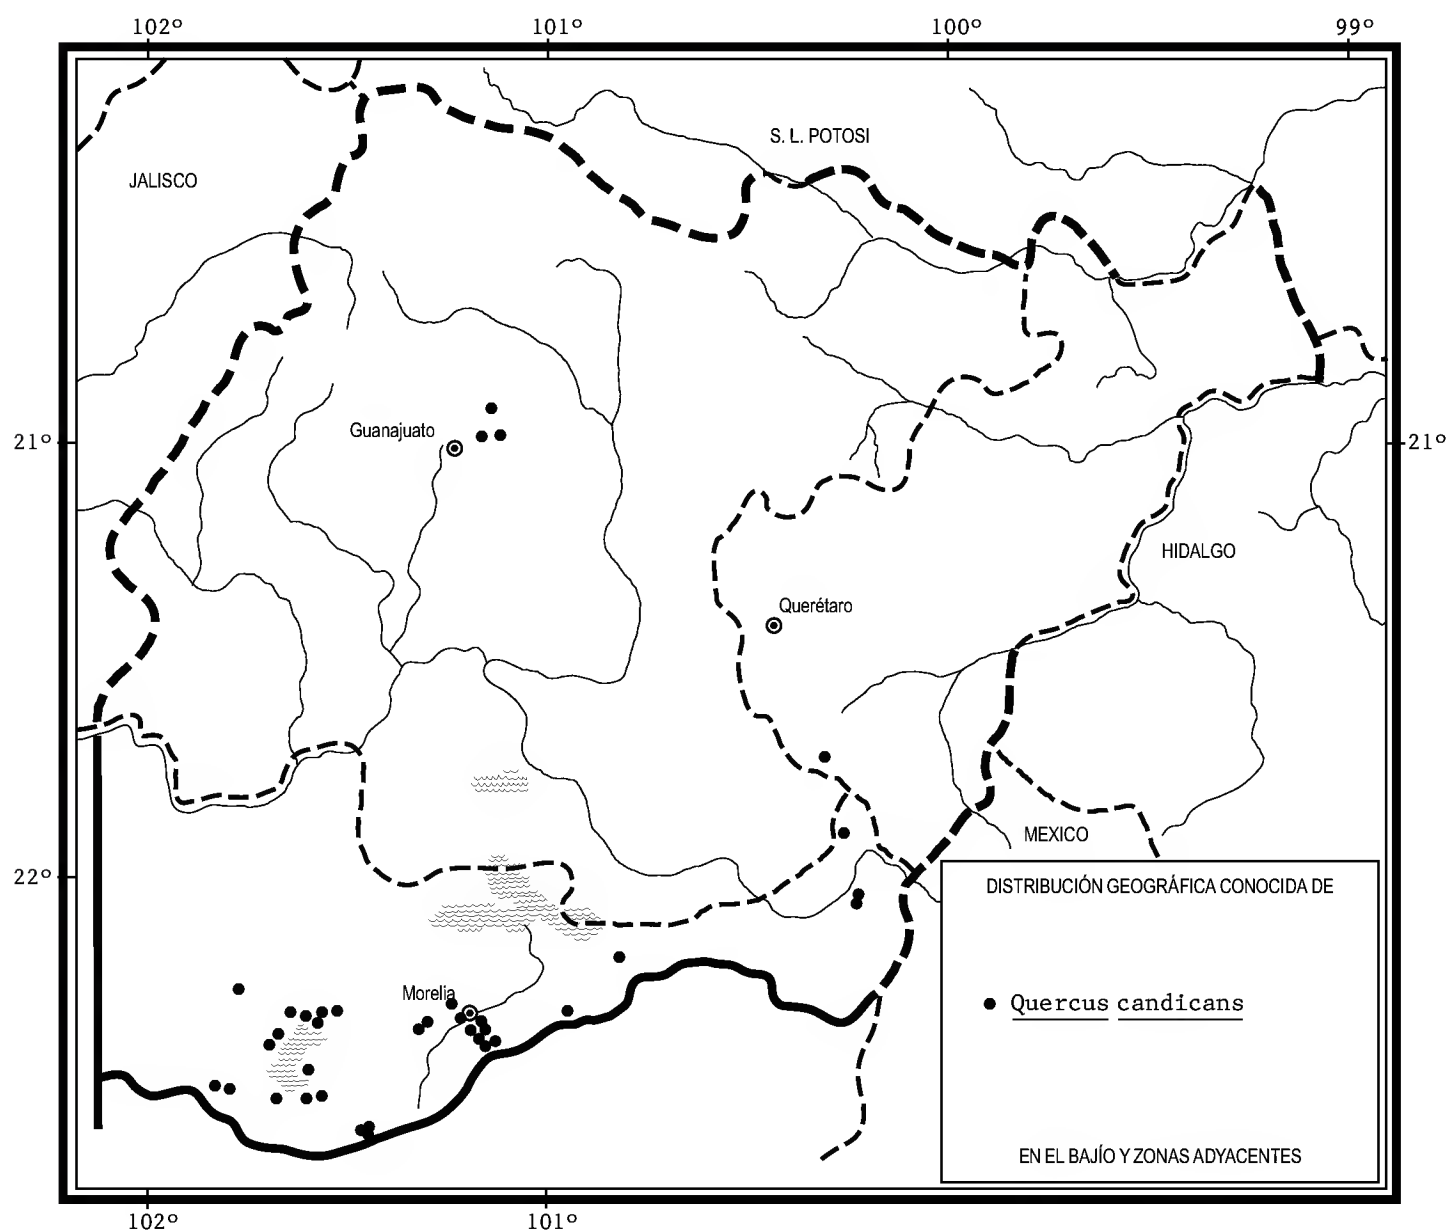 102° 101° 100° 99°
S. L. POTOSI
JALISCO
Guanajuato
21° 21°
HIDALGO
Querétaro
MEXICO
22°
DISTRIBUCIÓN GEOGRÁFICA CONOCIDA DE
Morelia
Quercus candicans
EN EL BAJÍO Y ZONAS ADYACENTES
102° 101°